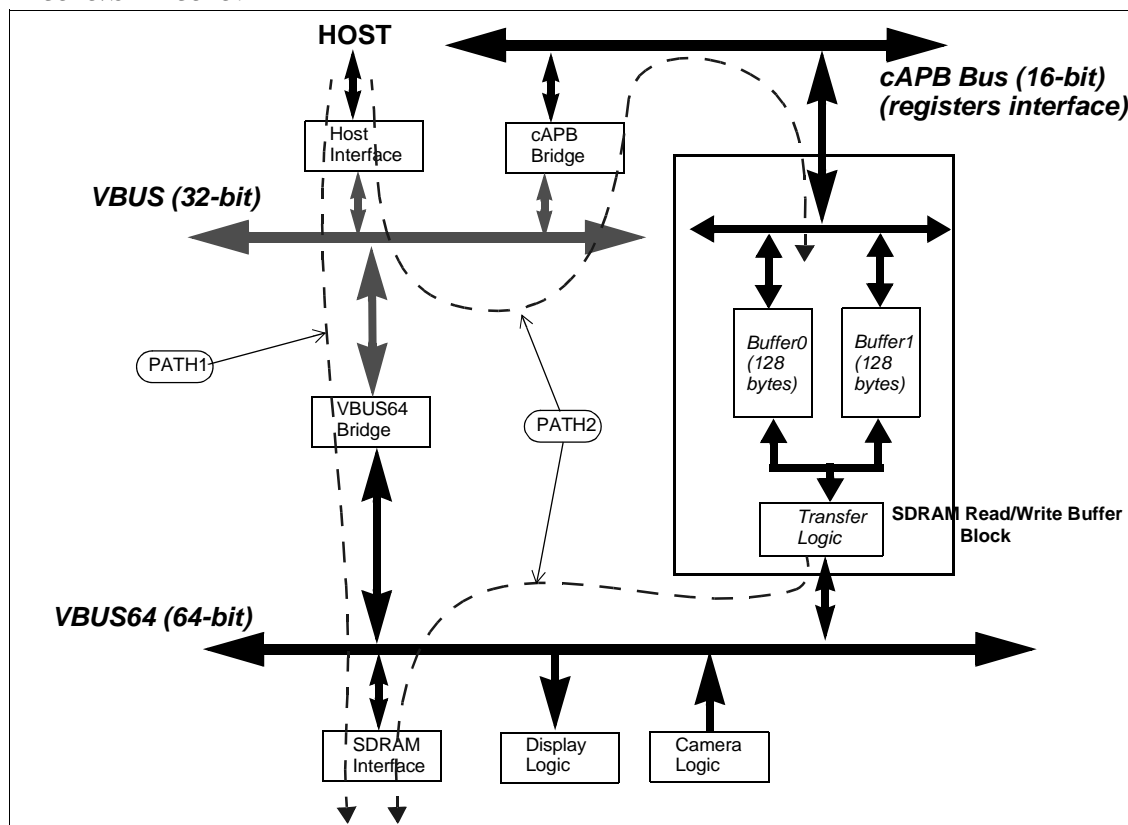 HOST
cAPB Bus (16-bit)
(registers interface)
Host
Interface
cAPB
Bridge
VBUS (32-bit)
Buffer0
(128
bytes)
Buffer1
(128
bytes)
PATH1
VBUS64
Bridge
PATH2
Transfer
Logic
SDRAM Read/Write Buffer
Block
VBUS64 (64-bit)
SDRAM
Interface
Display
Logic
Camera
Logic